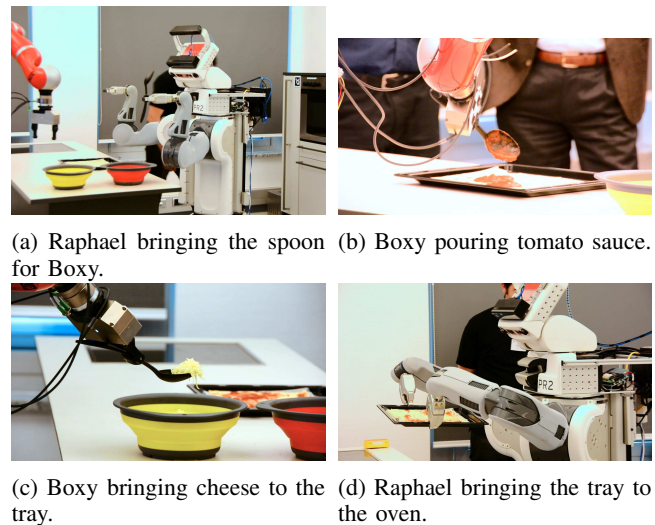 PR2
(a) Raphael bringing the spoon
for Boxy.
(b) Boxy pouring tomato sauce.
PR2
(c) Boxy bringing cheese to the
tray.
(d) Raphael bringing the tray to
the oven.